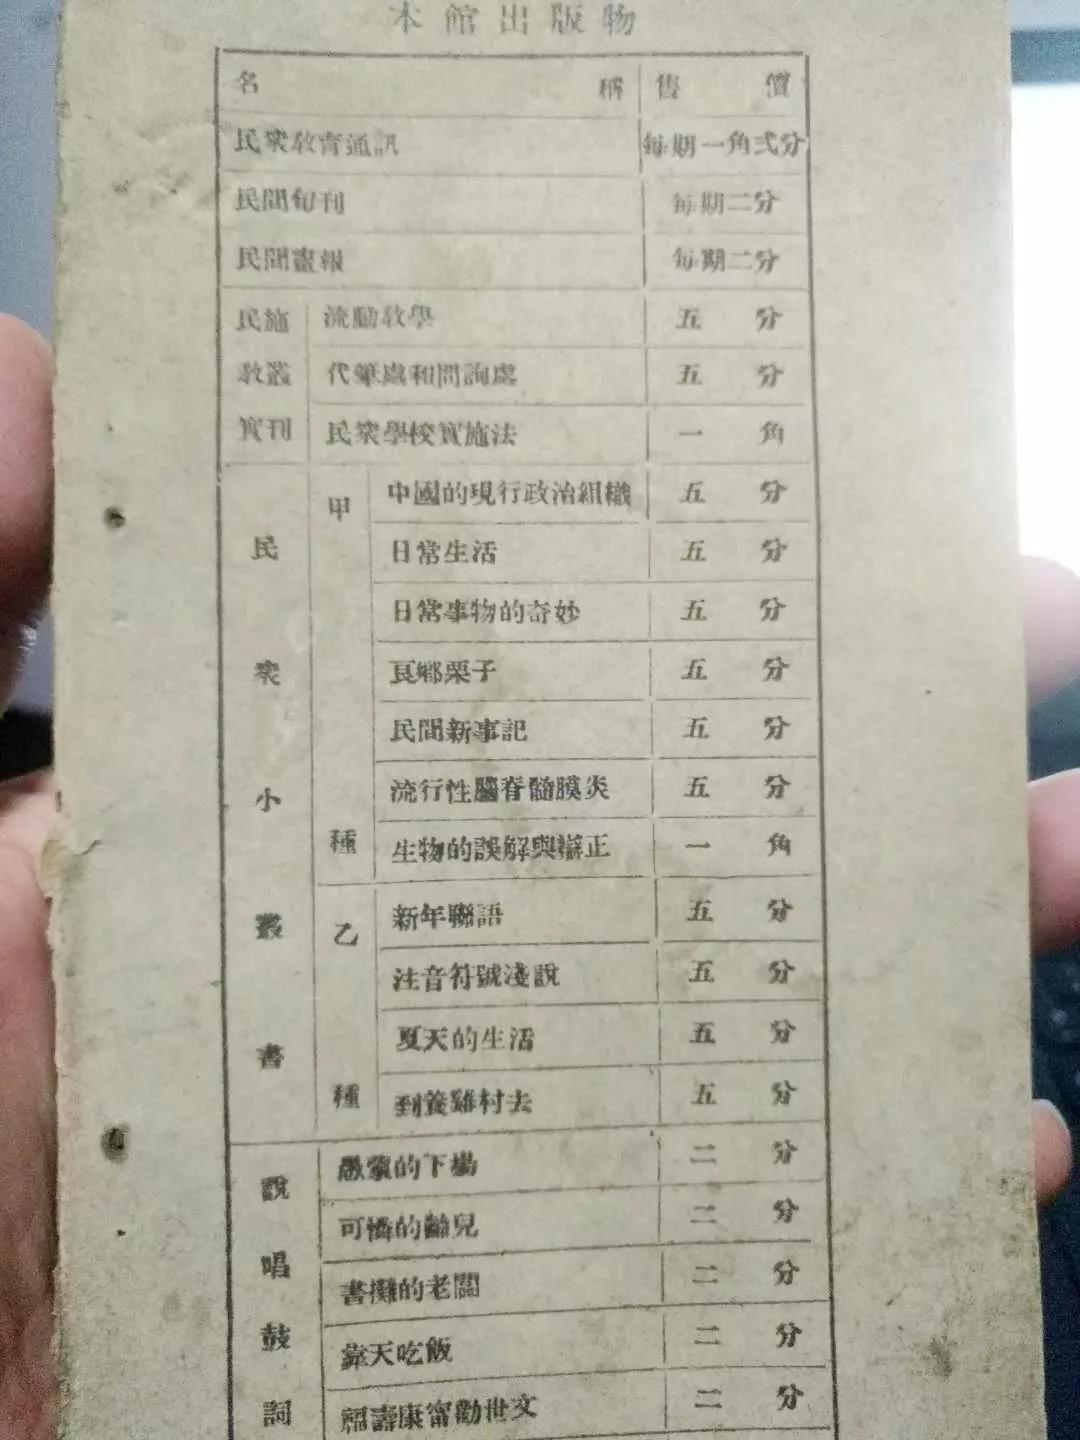 本館出版物
名稱 售價
民衆教育通訊 每期一角弍分
民間旬刊 每期二分
民間畫報 每期二分
民教實施叢刊
流動教學 五分
代筆處和問詢處 五分
民衆學校實施法 一角
民衆小叢書
甲種
中國的現行政治組織 五分
日常生活 五分
日常事物的奇妙 五分
良鄉栗子 五分
民間新事記 五分
流行性腦脊髓膜炎 五分
生物的誤解與辯正 一角
乙種
新年聯語 五分
注音符號淺說 五分
夏天的生活 五分
到養雞村去 五分
說唱鼓詞
愚蒙的下場 二分
可憐的齡兒 二分
書攤的老闆 二分
靠天吃飯 二分
福壽康甯勸世文 二分